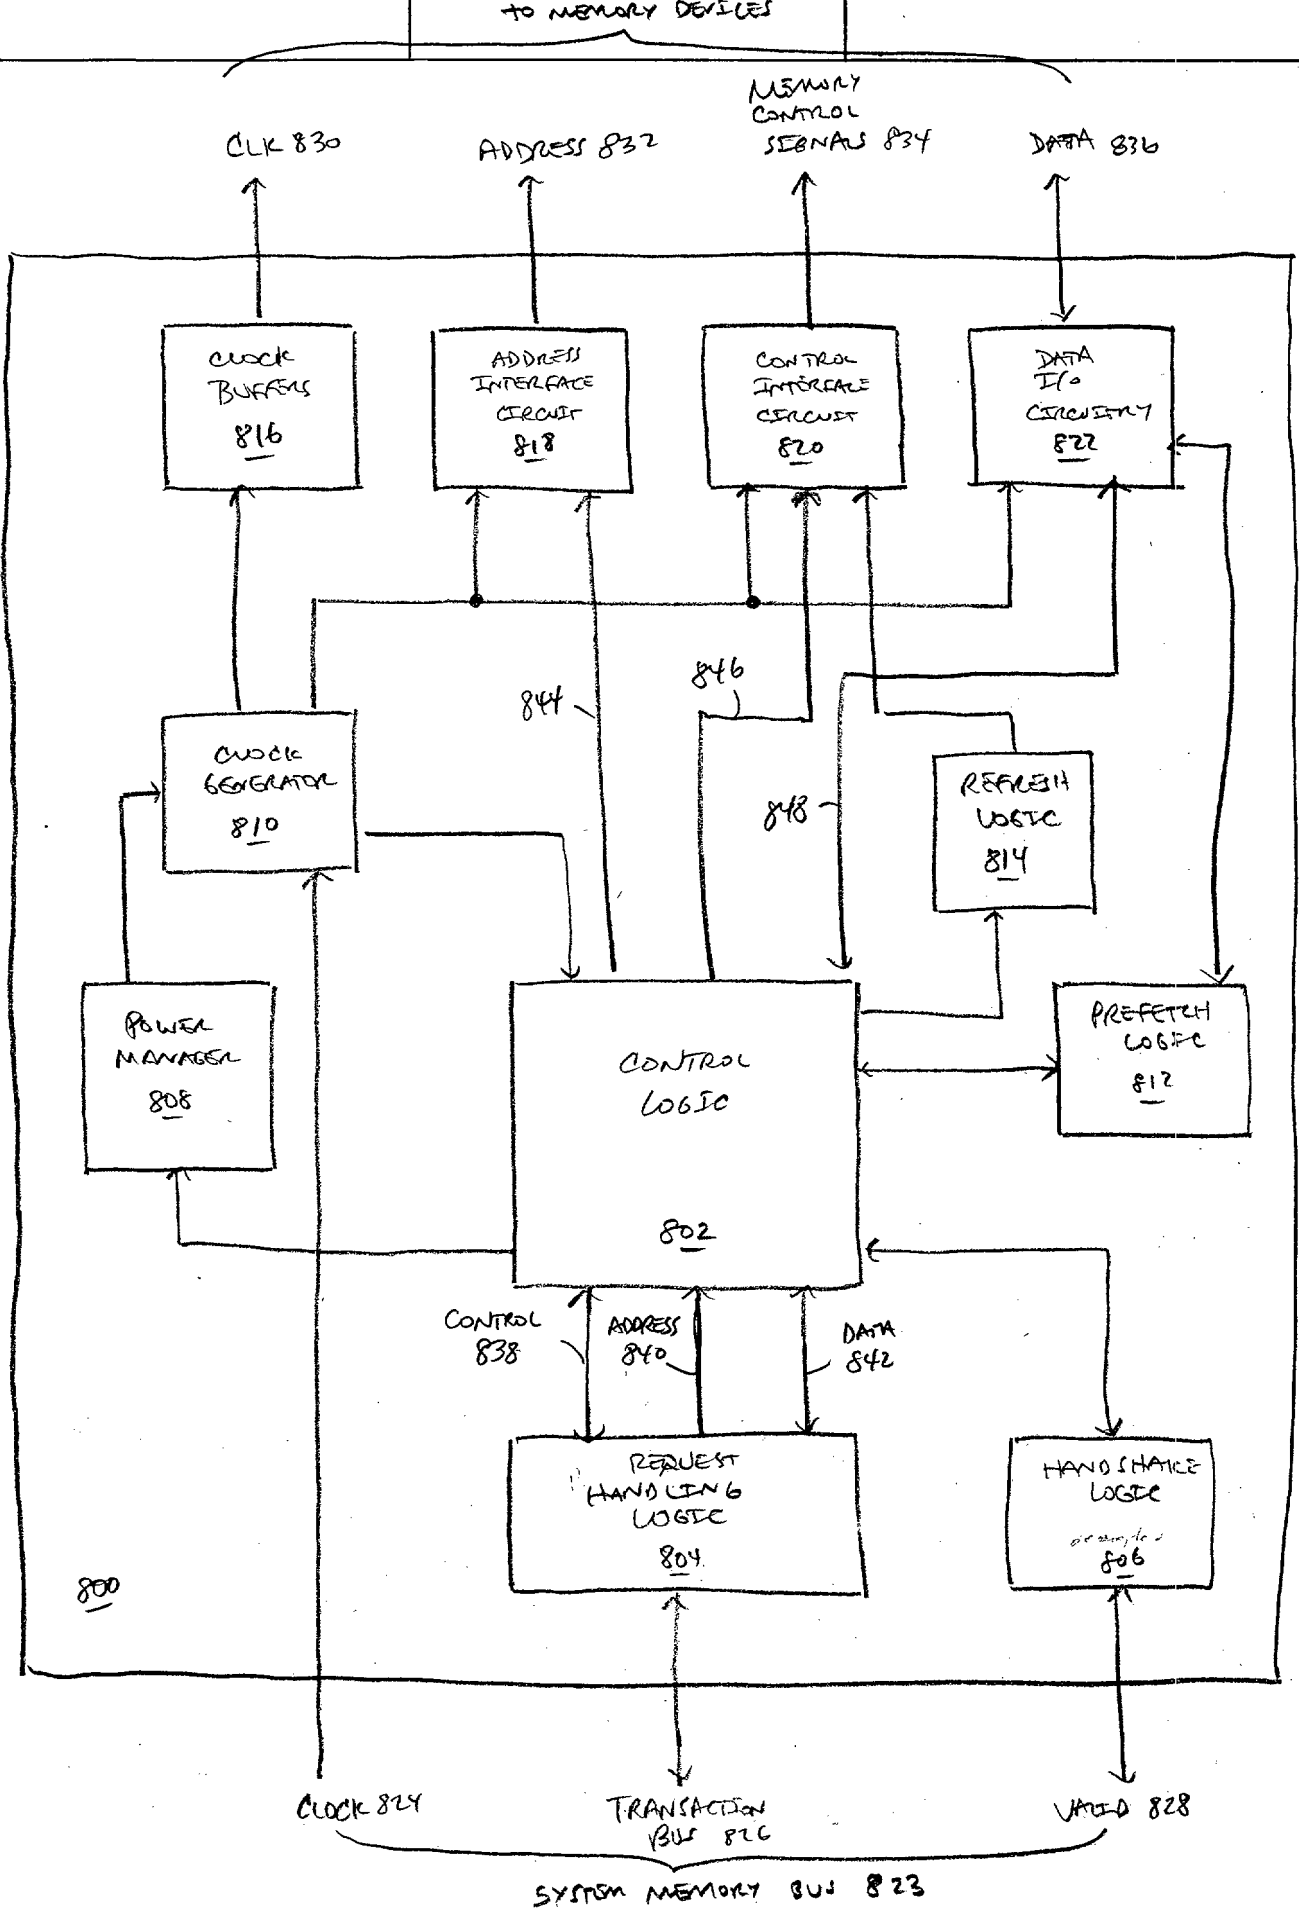 TO MEMORY DEVICES
CLK 830
ADDRESS 832
MEMORY
CONTROL
SIGNALS 834
DATA 836
CLOCK
BUFFERS
816
ADDRESS
INTERFACE
CIRCUIT
818
CONTROL
INTERFACE
CIRCUIT
820
DATA
I/O
CIRCUITRY
822
844
846
848
CLOCK
GENERATOR
810
REFRESH
LOGIC
814
POWER
MANAGER
808
CONTROL
LOGIC
802
PREFETCH
LOGIC
812
CONTROL
838
ADDRESS
840
DATA
842
REQUEST
HANDLING
LOGIC
804
HANDSHAKE
LOGIC
806
800
CLOCK 824
TRANSACTION
BUS 826
VALID 828
SYSTEM MEMORY BUS 823